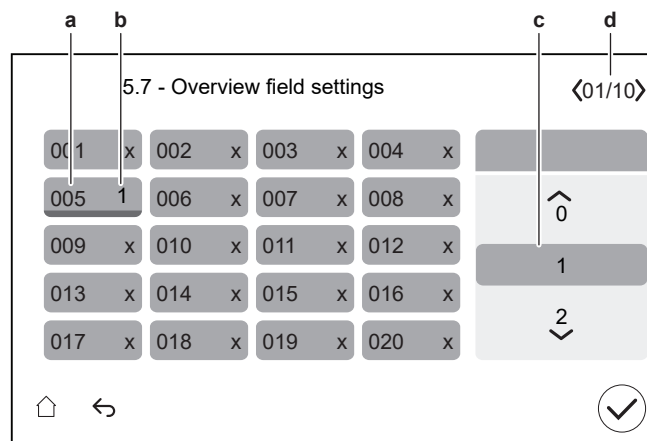 a b c d
5.7 - Overview field settings 01/10
001 x 002 x 003 x 004 x
005 1 006 x 007 x 008 x 0
009 x 010 x 011 x 012 x 1
013 x 014 x 015 x 016 x 2
017 x 018 x 019 x 020 x